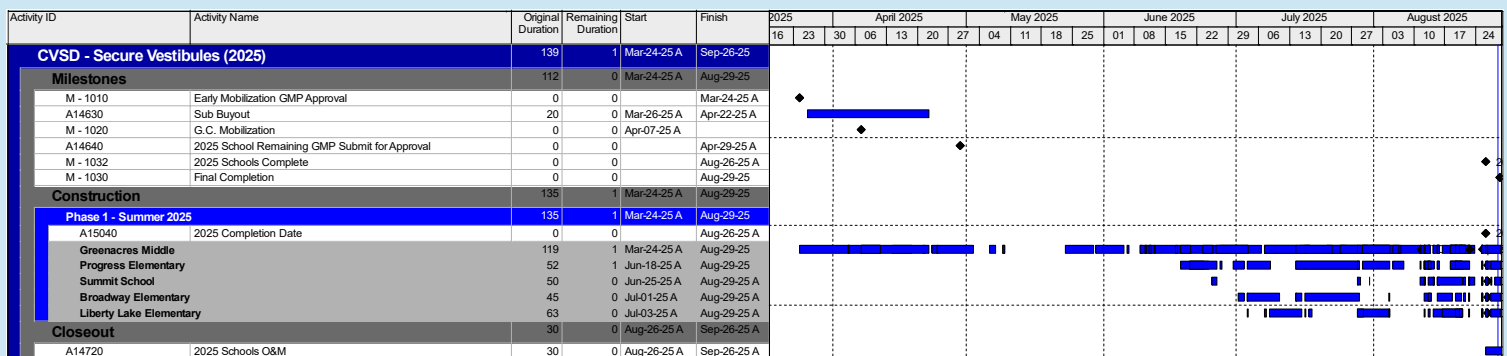 Activity ID Activity Name Original Remaining Start Finish 2025 April 2025 May 2025 June 2025 July 2025 August 2025
Duration Duration 16 23 30 06 13 20 27 04 11 18 25 01 08 15 22 29 06 13 20 27 03 10 17 24
CVSD - Secure Vestibules (2025) 139 1 Mar-24-25 A Sep-26-25
Milestones 112 0 Mar-24-25 A Aug-29-25
M - 1010 Early Mobilization GMP Approval 0 0 Mar-24-25 A
A14630 Sub Buyout 20 0 Mar-26-25 A Apr-22-25 A
M - 1020 G.C. Mobilization 0 0 Apr-07-25 A
A14640 2025 School Remaining GMP Submit for Approval 0 0 Apr-29-25 A
M - 1032 2025 Schools Complete 0 0 Aug-26-25 A 2
M - 1030 Final Completion 0 0 Aug-29-25
Construction 135 1 Mar-24-25 A Aug-29-25
Phase 1 - Summer 2025 135 1 Mar-24-25 A Aug-29-25
A15040 2025 Completion Date 0 0 Aug-26-25 A 2
Greenacres Middle 119 1 Mar-24-25 A Aug-29-25
Progress Elementary 52 1 Jun-18-25 A Aug-29-25
Summit School 50 0 Jun-25-25 A Aug-29-25
Broadway Elementary 45 0 Jul-01-25 A Aug-29-25
Liberty Lake Elementary 63 0 Jul-03-25 A Aug-29-25
Closeout 30 0 Aug-26-25 A Sep-26-25
A14720 2025 Schools O&M 30 0 Aug-26-25 A Sep-26-25